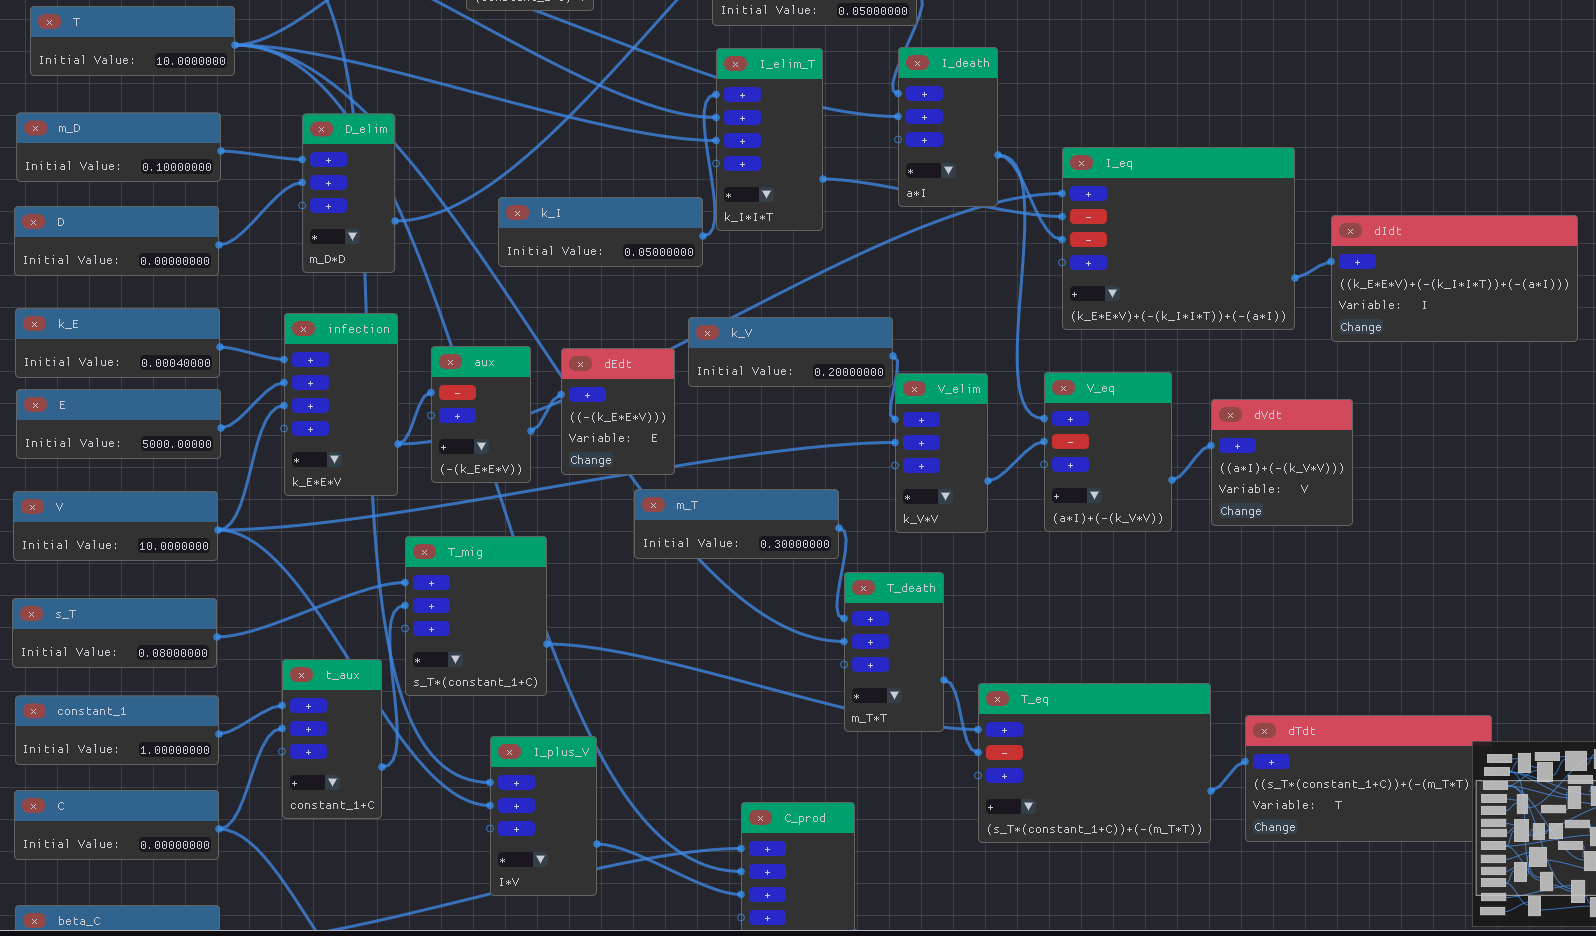 T
Initial Value: 10.0000000
m_D
Initial Value: 0.10000000
D
Initial Value: 0.00000000
k_E
Initial Value: 0.00040000
E
Initial Value: 5000.00000
V
Initial Value: 10.0000000
s_T
Initial Value: 0.08000000
constant_1
Initial Value: 1.00000000
C
Initial Value: 0.00000000
beta_C
D_elim
+
+
+
* ▼
m_D*D
infection
+
+
+
+
* ▼
k_E*E*V
t_aux
+
+
+
+ ▼
constant_1+C
aux
-
+
+ ▼
(-(k_E*E*V))
T_mig
+
+
+
* ▼
s_T*(constant_1+C)
I_plus_V
+
+
+
* ▼
I*V
k_I
Initial Value: 0.05000000
dEdt
+
((-(k_E*E*V)))
Variable: E
Change
Initial Value: 0.05000000
I_elim_T
+
+
+
+
* ▼
k_I*I*T
k_V
Initial Value: 0.20000000
m_T
Initial Value: 0.30000000
C_prod
+
+
+
+
I_death
+
+
+
* ▼
a*I
V_elim
+
+
+
* ▼
k_V*V
T_death
+
+
+
* ▼
m_T*T
I_eq
+
-
-
+
+ ▼
(k_E*E*V)+(-(k_I*I*T))+(-(a*I))
V_eq
+
-
+
+ ▼
(a*I)+(-(k_V*V))
T_eq
+
-
+
+ ▼
(s_T*(constant_1+C))+(-(m_T*T))
dIdt
+
((k_E*E*V)+(-(k_I*I*T))+(-(a*I)))
Variable: I
Change
dVdt
+
((a*I)+(-(k_V*V)))
Variable: V
Change
dTdt
+
((s_T*(constant_1+C))+(-(m_T*T)
Variable: T
Change